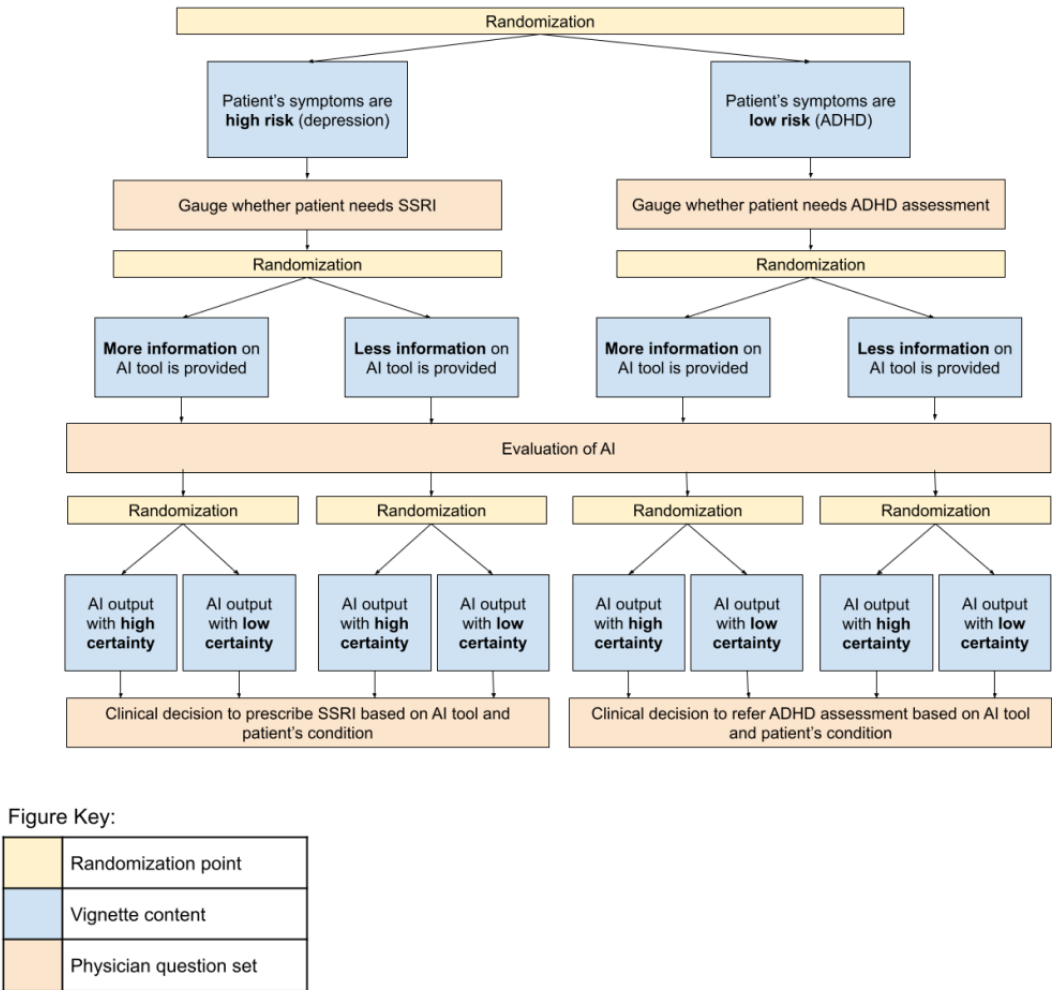 Randomization
Patient's symptoms are
high risk (depression)
Patient's symptoms are
low risk (ADHD)
Gauge whether patient needs SSRI
Gauge whether patient needs ADHD assessment
Randomization
Randomization
More information on
AI tool is provided
Less information on
AI tool is provided
More information on
AI tool is provided
Less information on
AI tool is provided
Evaluation of AI
Randomization
Randomization
Randomization
Randomization
AI output
with high
certainty
AI output
with low
certainty
AI output
with high
certainty
AI output
with low
certainty
AI output
with high
certainty
AI output
with low
certainty
AI output
with high
certainty
AI output
with low
certainty
Clinical decision to prescribe SSRI based on AI tool and
patient's condition
Clinical decision to refer ADHD assessment based on AI tool
and patient's condition
Figure Key:
Randomization point
Vignette content
Physician question set